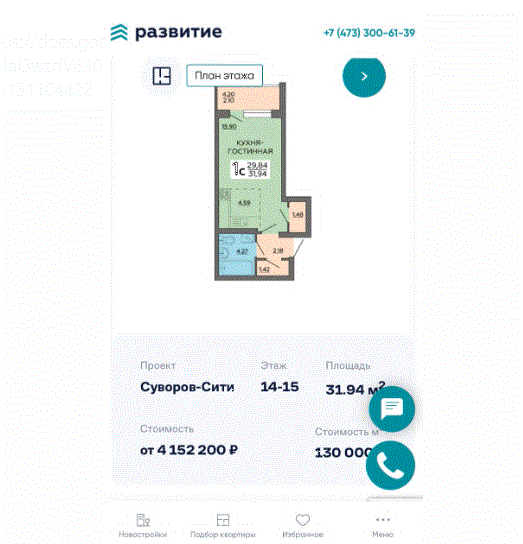 развитие
+7 (473) 300-61-39
План этажа
4.20
2.10
15.90
КУХНЯ-
ГОСТИННАЯ
1с 29,84
31,94
4.59
1.48
4.27
2.18
1.42
Проект Этаж Площадь
Суворов-Сити 14-15 31.94 м²
Стоимость Стоимость м
от 4 152 200 ₽ 130 000
Новостройки Подбор квартиры Избранное Меню